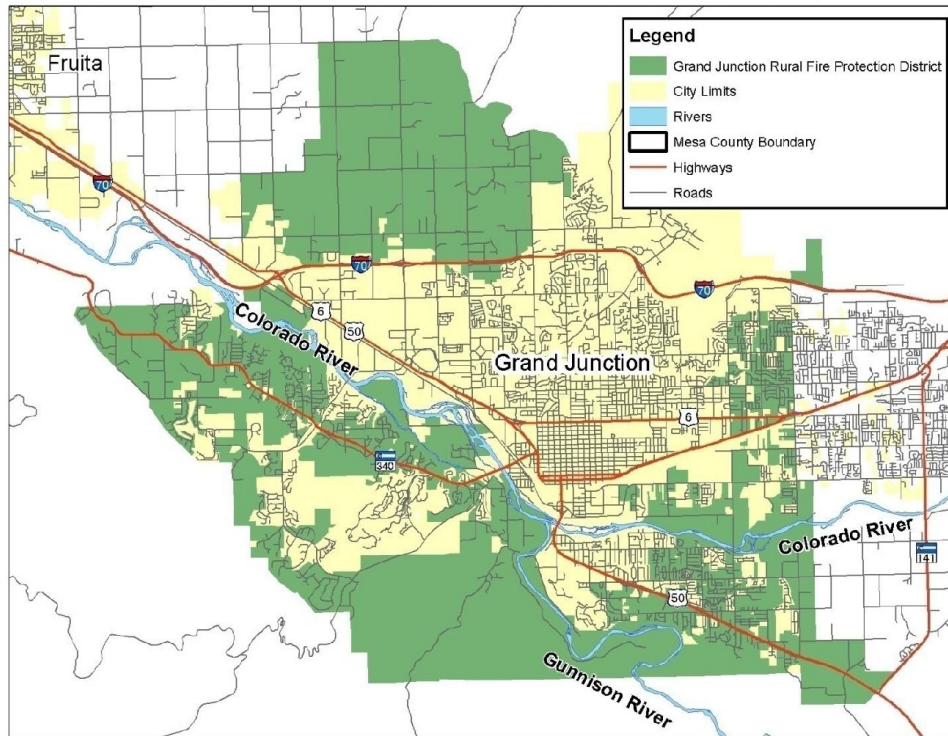 Legend
Grand Junction Rural Fire Protection District
City Limits
Rivers
Mesa County Boundary
Highways
Roads
Fruita
70
70
70
6
50
Colorado River
Grand Junction
6
340
Colorado River
141
50
Gunnison River